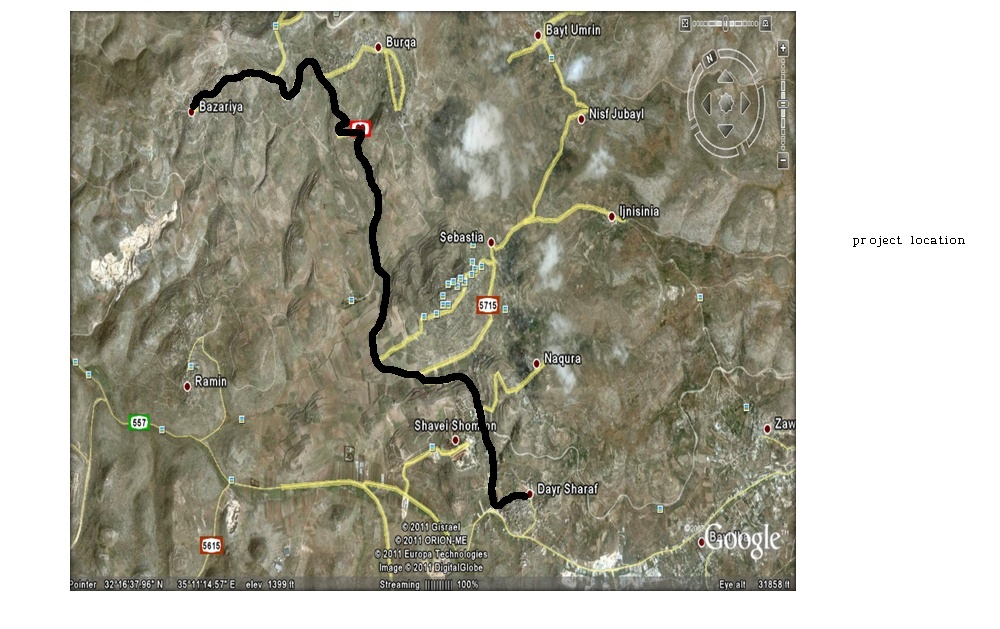 Burqa
Bayt Umrin
N
Bazariya
Nisf Jubayl
Ijnisinia
Sebastia
project location
5715
Naqura
Ramin
557
Shavei Shomron
Zaw
Dayr Sharaf
5615
© 2011 Gisrael
© 2011 ORION-ME
© 2011 Europa Technologies
Image © 2011 DigitalGlobe
Google
Pointer 32°16'37.96" N 35°11'14.57" E elev 1399 ft Streaming 100% Eye alt 31858 ft